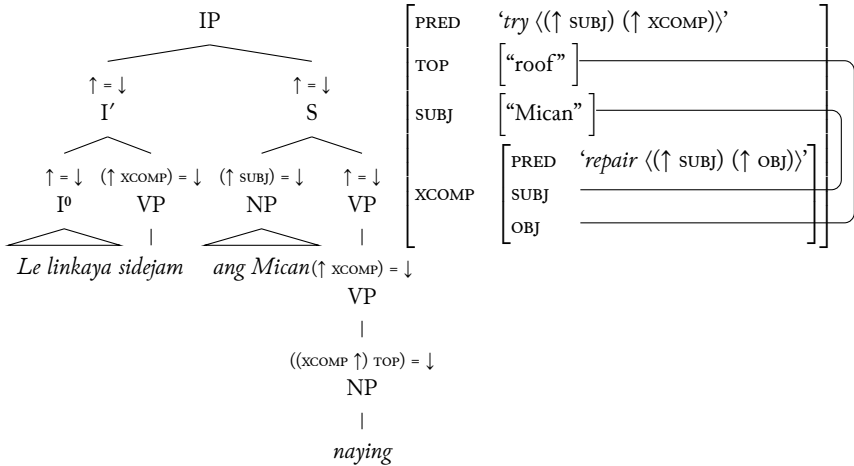 IP
↑ = ↓ ↑ = ↓
I′ S
↑ = ↓ (↑ XCOMP) = ↓ (↑ SUBJ) = ↓ ↑ = ↓
I⁰ VP NP VP
Le linkaya sidejam ang Mican (↑ XCOMP) = ↓
VP
((XCOMP ↑) TOP) = ↓
NP
naying
PRED ‘try ⟨(↑ SUBJ) (↑ XCOMP)⟩’
TOP [“roof”]
SUBJ [“Mican”]
XCOMP
PRED ‘repair ⟨(↑ SUBJ) (↑ OBJ)⟩’
SUBJ
OBJ